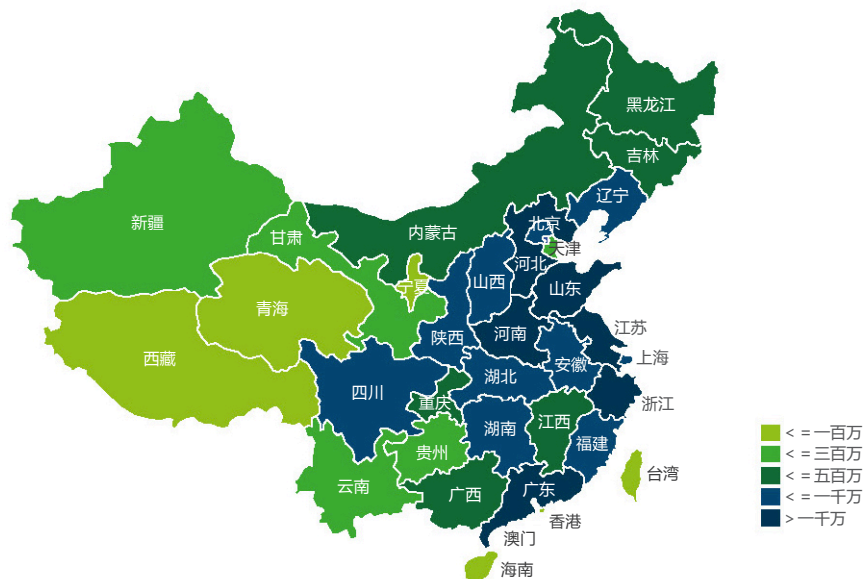 黑龙江
吉林
辽宁
新疆
内蒙古
北京
甘肃
天津
河北
山西
宁夏
山东
青海
江苏
陕西
河南
西藏
上海
安徽
湖北
四川
重庆
浙江
江西
湖南
福建
贵州
台湾
云南
广西
广东
香港
澳门
海南
< = 一百万
< = 三百万
< = 五百万
< = 一千万
> 一千万